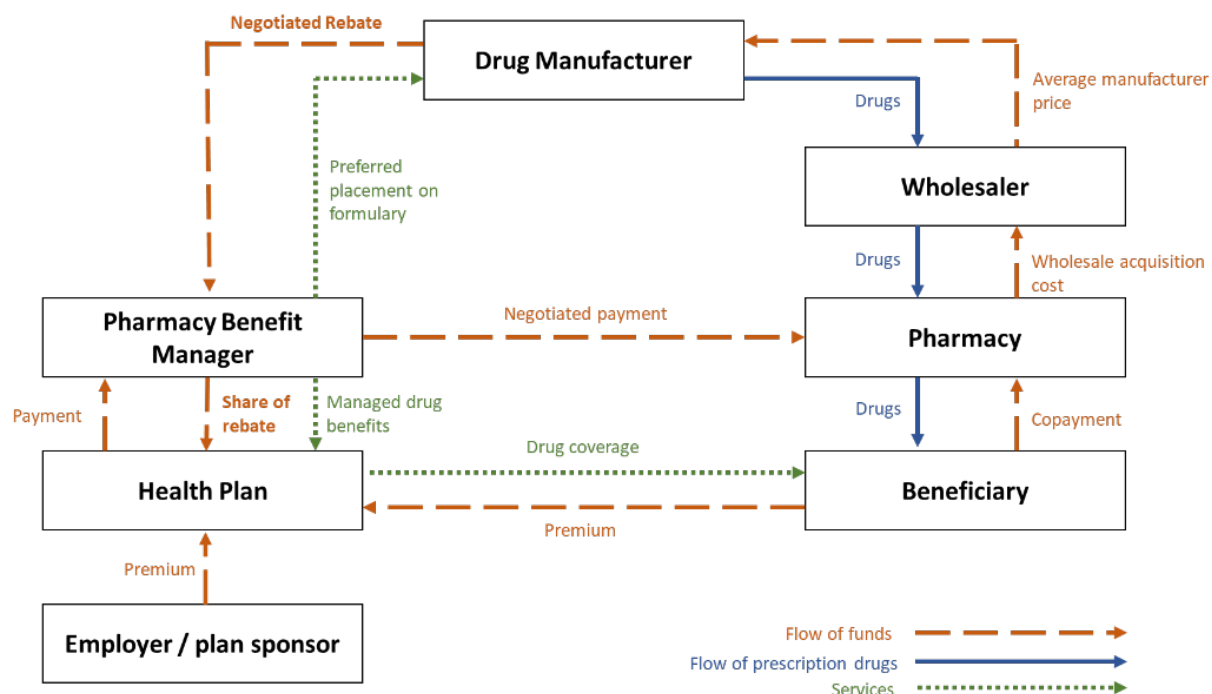 Negotiated Rebate
Drug Manufacturer
Average manufacturer
price
Drugs
Preferred
placement on
formulary
Wholesaler
Drugs
Wholesale acquisition
cost
Pharmacy Benefit
Manager
Negotiated payment
Pharmacy
Payment
Share of
rebate
Managed drug
benefits
Drugs
Copayment
Drug coverage
Health Plan
Beneficiary
Premium
Premium
Employer / plan sponsor
Flow of funds
Flow of prescription drugs
Services